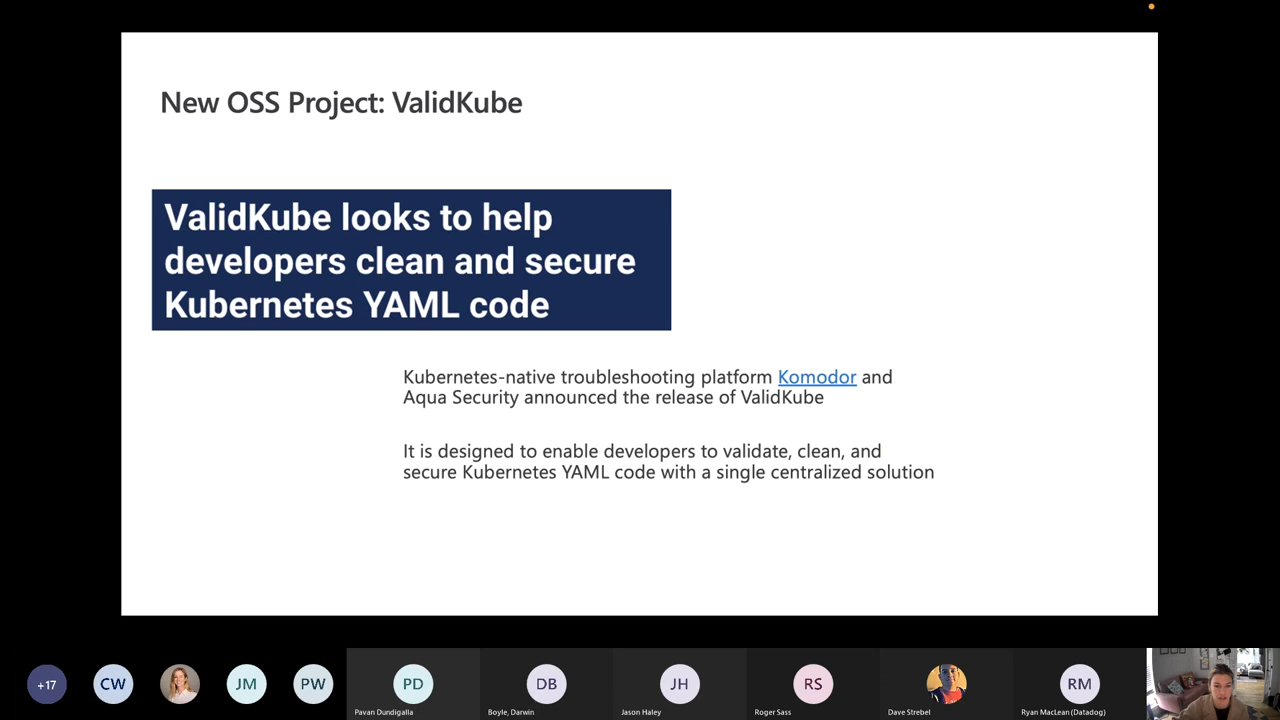 New OSS Project: ValidKube
ValidKube looks to help
developers clean and secure
Kubernetes YAML code
Kubernetes-native troubleshooting platform Komodor and
Aqua Security announced the release of ValidKube
It is designed to enable developers to validate, clean, and
secure Kubernetes YAML code with a single centralized solution
+17
CW
JM
PW
PD
DB
JH
RS
RM
Pavan Dundigalla
Boyle, Darwin
Jason Haley
Roger Sass
Dave Strebel
Ryan MacLean (Datadog)